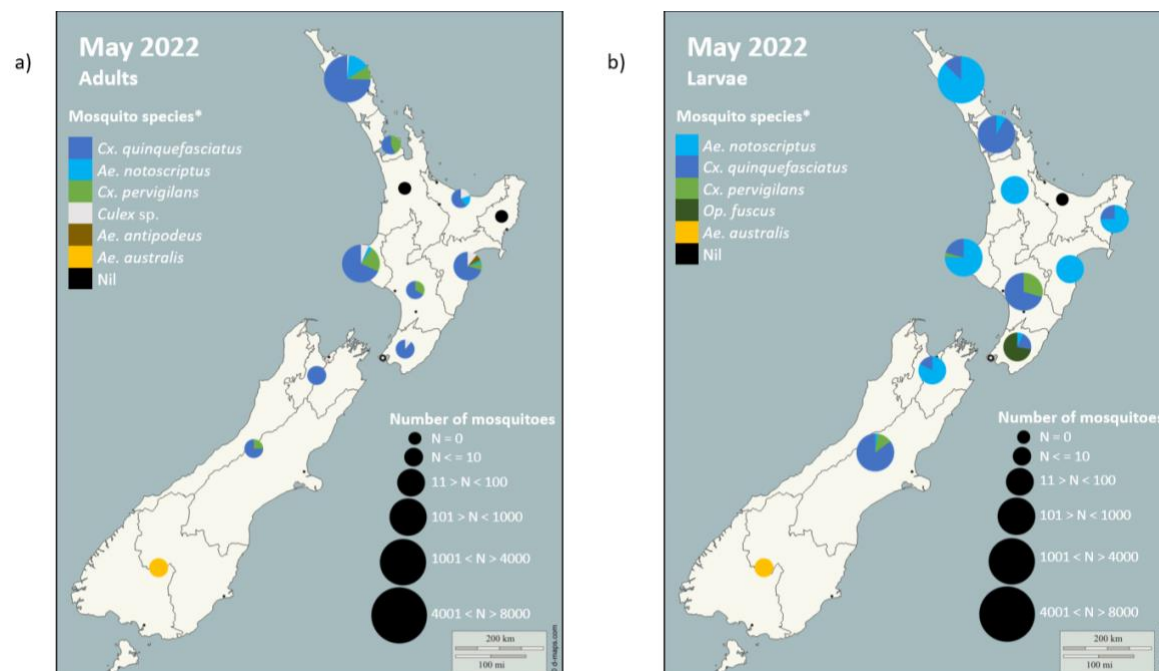 a)
May 2022
Adults
Mosquito species*
Cx. quinquefasciatus
Ae. notoscriptus
Cx. pervigilans
Culex sp.
Ae. antipodeus
Ae. australis
Nil
Number of mosquitoes
N = 0
N < = 10
11 > N < 100
101 > N < 1000
1001 < N > 4000
4001 < N > 8000
200 km
100 mi
d-maps.com
b)
May 2022
Larvae
Mosquito species*
Ae. notoscriptus
Cx. quinquefasciatus
Cx. pervigilans
Op. fuscus
Ae. australis
Nil
Number of mosquitoes
N = 0
N < = 10
11 > N < 100
101 > N < 1000
1001 < N > 4000
4001 < N > 8000
200 km
100 mi